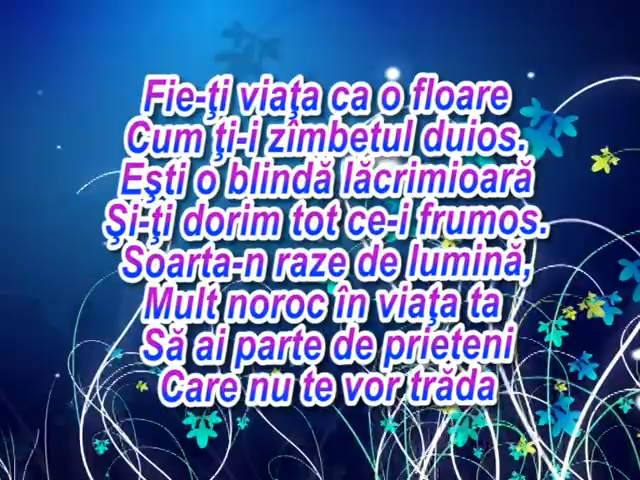 Fie-ţi viaţa ca o floare
Cum ţi-i zîmbetul duios.
Eşti o blindă lăcrimioară
Şi-ţi dorim tot ce-i frumos.
Soarta-n raze de lumină,
Mult noroc în viaţa ta
Să ai parte de prieteni
Care nu te vor trăda